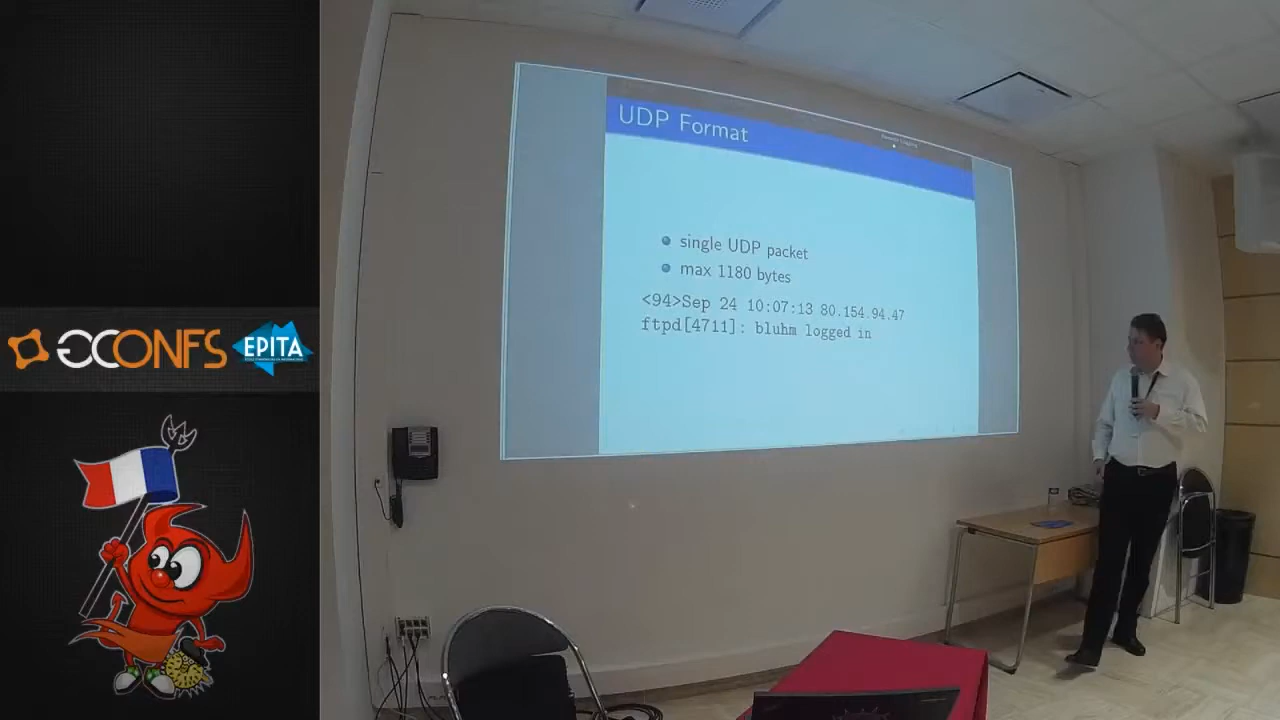 UDP Format
single UDP packet
max 1180 bytes
<94>Sep 24 10:07:13 80.154.94.47
ftpd[4711]: bluhm logged in
GCONFS
EPITA